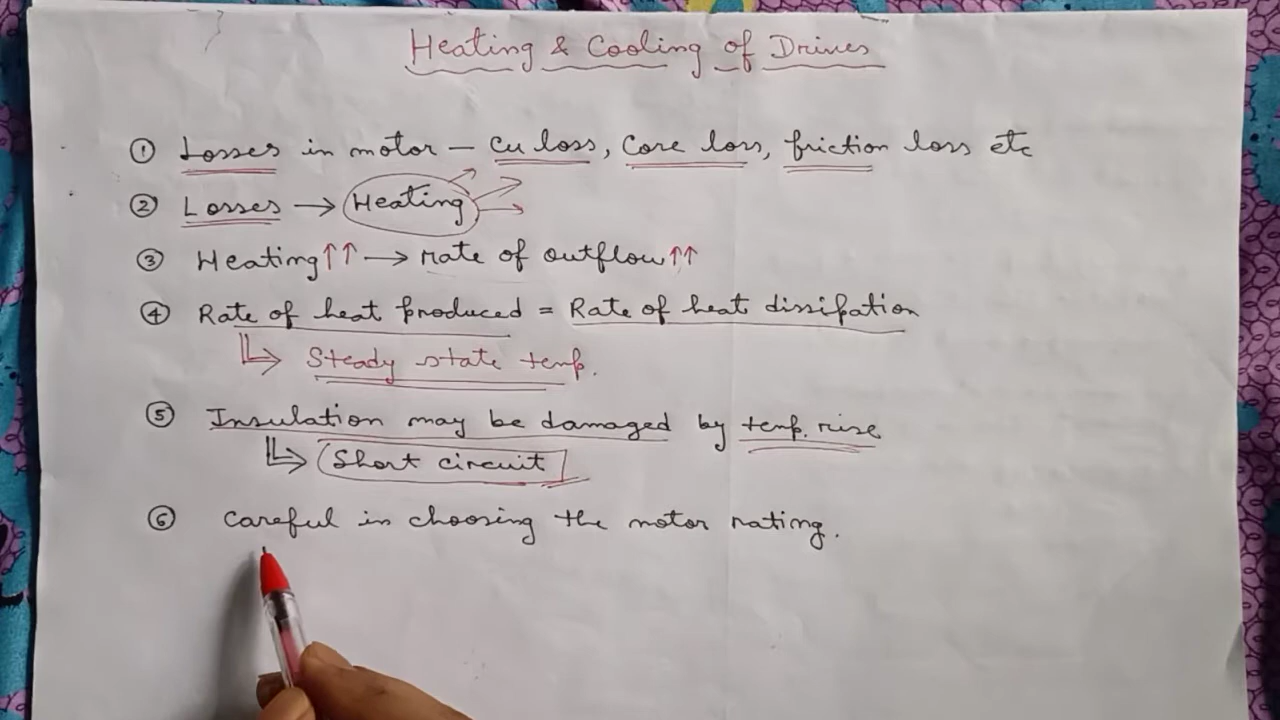 Heating & Cooling of Drives
① Losses in motor – Cu loss, Core loss, friction loss etc
② Losses → Heating
③ Heating ↑↑ → rate of outflow ↑↑
④ Rate of heat produced = Rate of heat dissipation
Steady state temp.
⑤ Insulation may be damaged by temp. rise
Short circuit
⑥ Careful in choosing the motor rating.